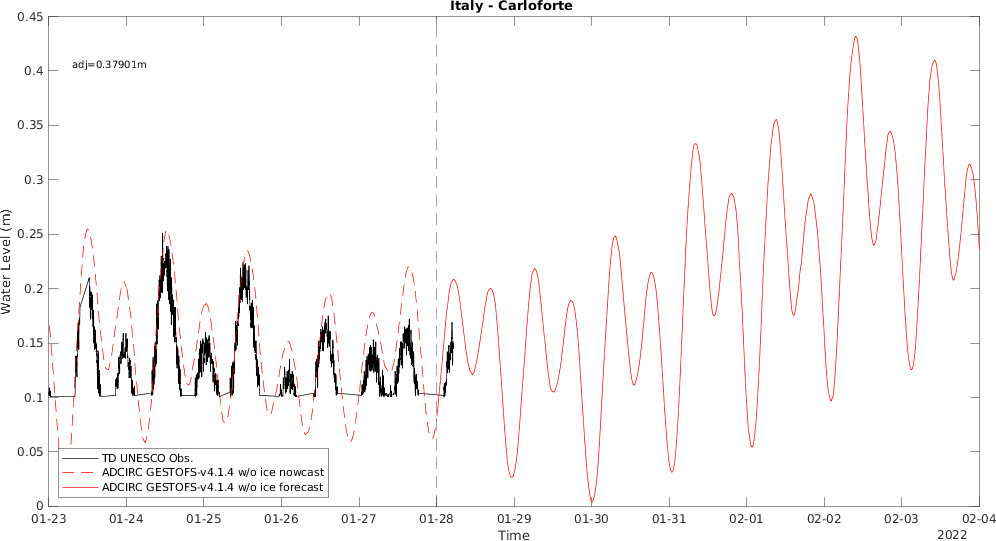 Italy - Carloforte
0.45
0.4
0.35
0.3
0.25
0.2
0.15
0.1
0.05
0
Water Level (m)
adj=0.37901m
TD UNESCO Obs.
ADCIRC GESTOFS-v4.1.4 w/o ice nowcast
ADCIRC GESTOFS-v4.1.4 w/o ice forecast
01-23 01-24 01-25 01-26 01-27 01-28 01-29 01-30 01-31 02-01 02-02 02-03 02-04
Time
2022